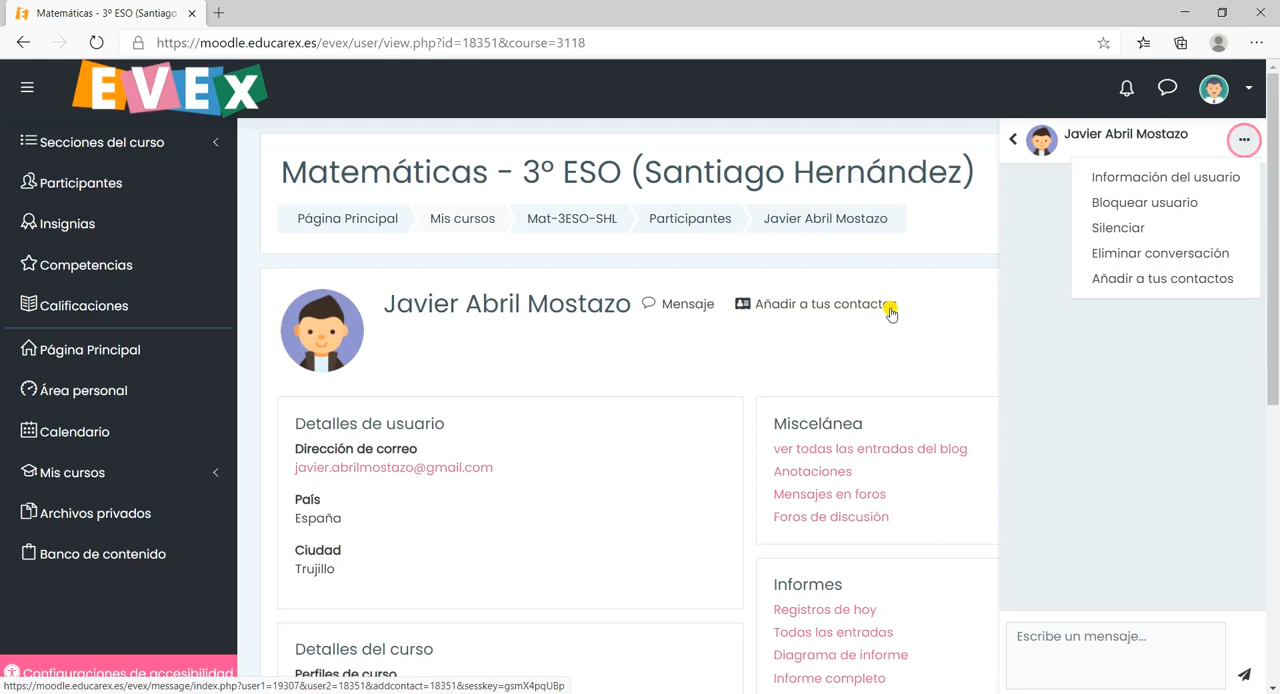 Matemáticas - 3º ESO (Santiago
https://moodle.educarex.es/evex/user/view.php?id=18351&course=3118
EVEX
Secciones del curso
Participantes
Insignias
Competencias
Calificaciones
Página Principal
Área personal
Calendario
Mis cursos
Archivos privados
Banco de contenido
Configuraciones de accesibilidad
Matemáticas - 3º ESO (Santiago Hernández)
Página Principal Mis cursos Mat-3ESO-SHL Participantes Javier Abril Mostazo
Javier Abril Mostazo Mensaje Añadir a tus contactos
Detalles de usuario
Dirección de correo
javier.abrilmostazo@gmail.com
País
España
Ciudad
Trujillo
Detalles del curso
Perfiles de curso
Miscelánea
ver todas las entradas del blog
Anotaciones
Mensajes en foros
Foros de discusión
Informes
Registros de hoy
Todas las entradas
Diagrama de informe
Informe completo
Javier Abril Mostazo
Información del usuario
Bloquear usuario
Silenciar
Eliminar conversación
Añadir a tus contactos
Escribe un mensaje...
https://moodle.educarex.es/evex/message/index.php?user1=19307&user2=18351&addcontact=18351&sesskey=gsmX4pqUBp